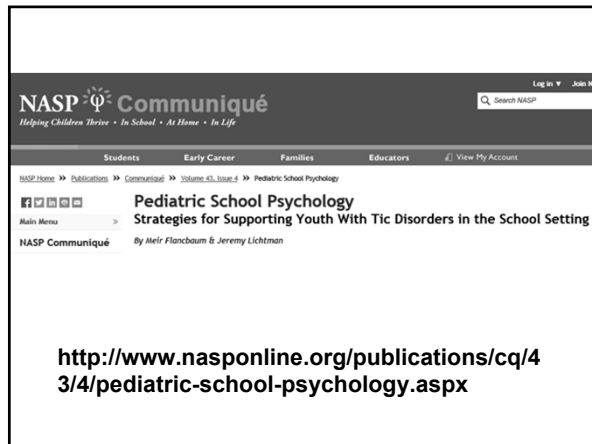 Log in ▼ Join N
NASP Communiqué
Search NASP
Helping Children Thrive • In School • At Home • In Life
Students Early Career Families Educators View My Account
NASP Home » Publications » Communiqué » Volume 43, Issue 4 » Pediatric School Psychology
Pediatric School Psychology
Main Menu » Strategies for Supporting Youth With Tic Disorders in the School Setting
NASP Communiqué By Meir Flancbaum & Jeremy Lichtman
http://www.nasponline.org/publications/cq/4
3/4/pediatric-school-psychology.aspx